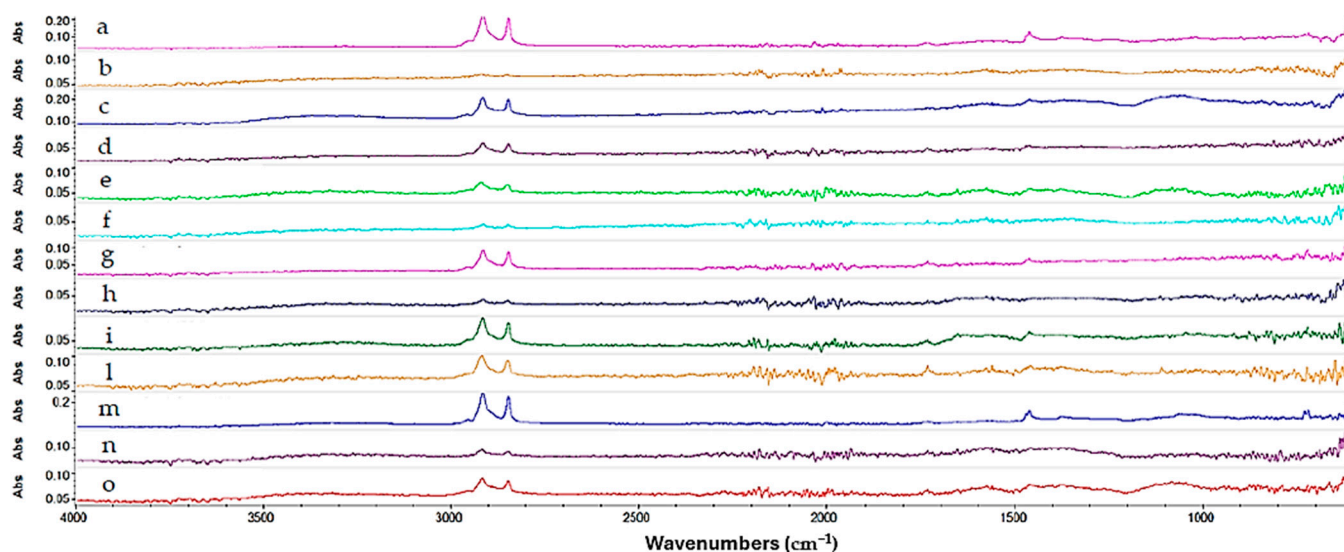 Abs 0.20 0.10 a
Abs 0.10 0.05 b
Abs 0.20 0.10 c
Abs 0.05 d
Abs 0.10 0.05 e
Abs 0.05 f
Abs 0.10 0.05 g
Abs 0.05 h
Abs 0.05 i
Abs 0.10 0.05 l
Abs 0.2 m
Abs 0.10 n
Abs 0.10 0.05 o
4000 3500 3000 2500 2000 1500 1000
Wavenumbers (cm⁻¹)